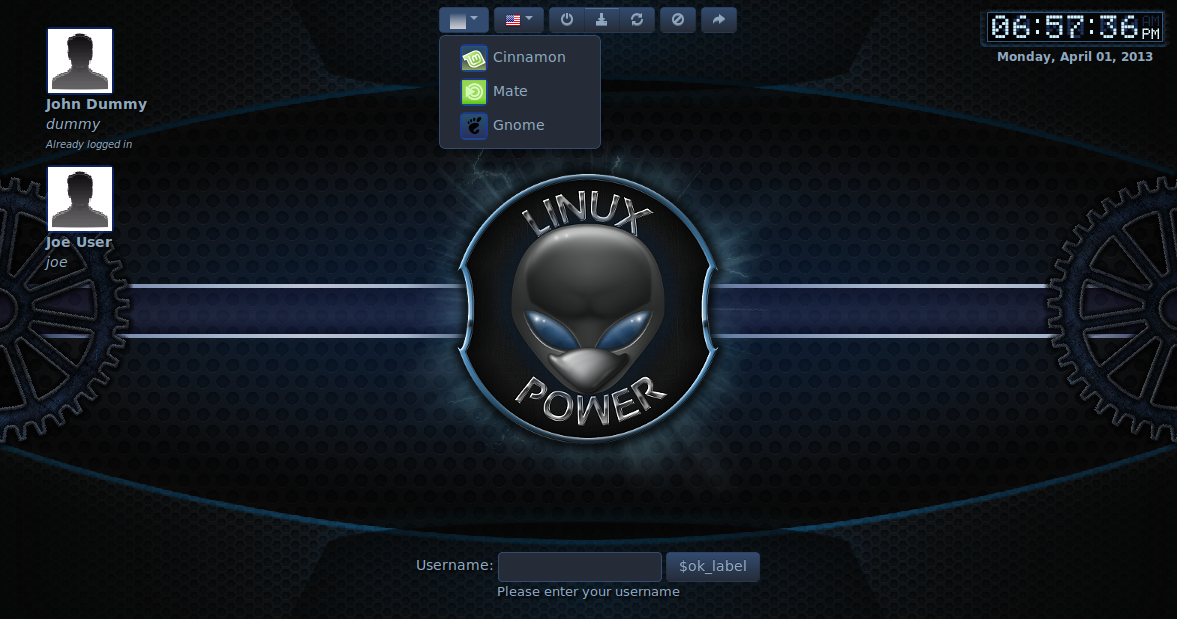 06:57:36 AM PM
Monday, April 01, 2013
John Dummy
dummy
Already logged in
Joe User
joe
Cinnamon
Mate
Gnome
LINUX
POWER
Username:
$ok_label
Please enter your username